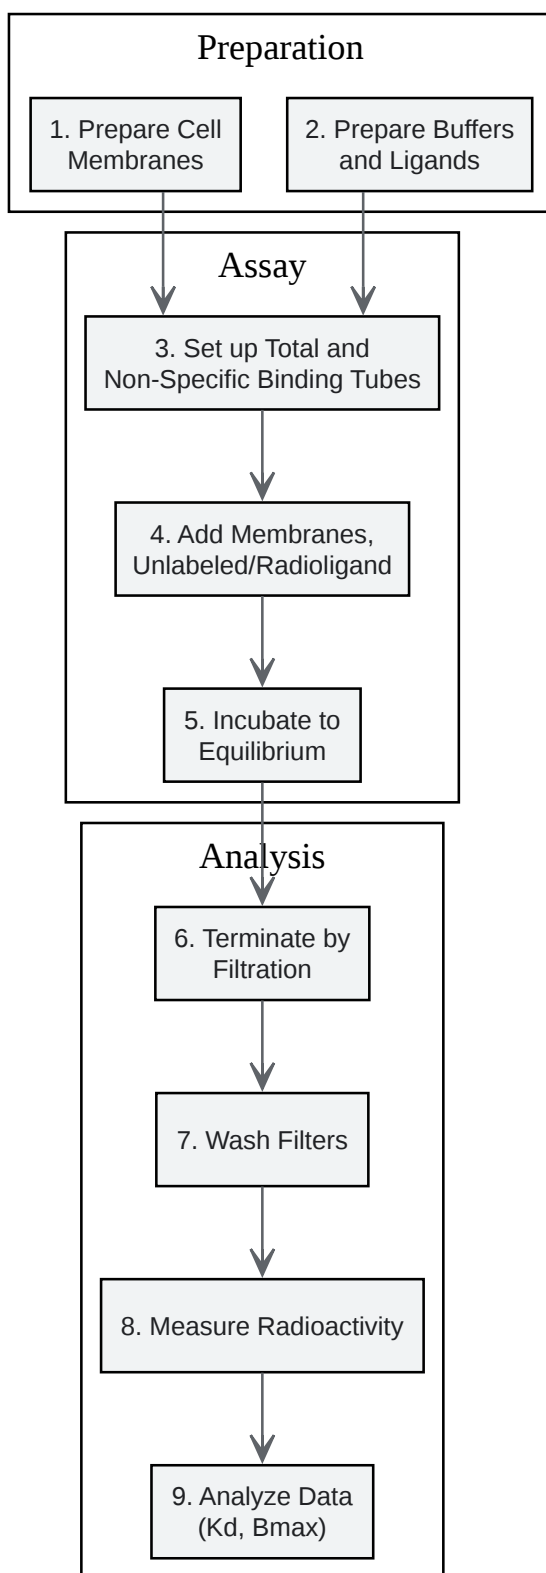 Preparation
1. Prepare Cell
Membranes
2. Prepare Buffers
and Ligands
Assay
3. Set up Total and
Non-Specific Binding Tubes
4. Add Membranes,
Unlabeled/Radioligand
5. Incubate to
Equilibrium
Analysis
6. Terminate by
Filtration
7. Wash Filters
8. Measure Radioactivity
9. Analyze Data
(Kd, Bmax)